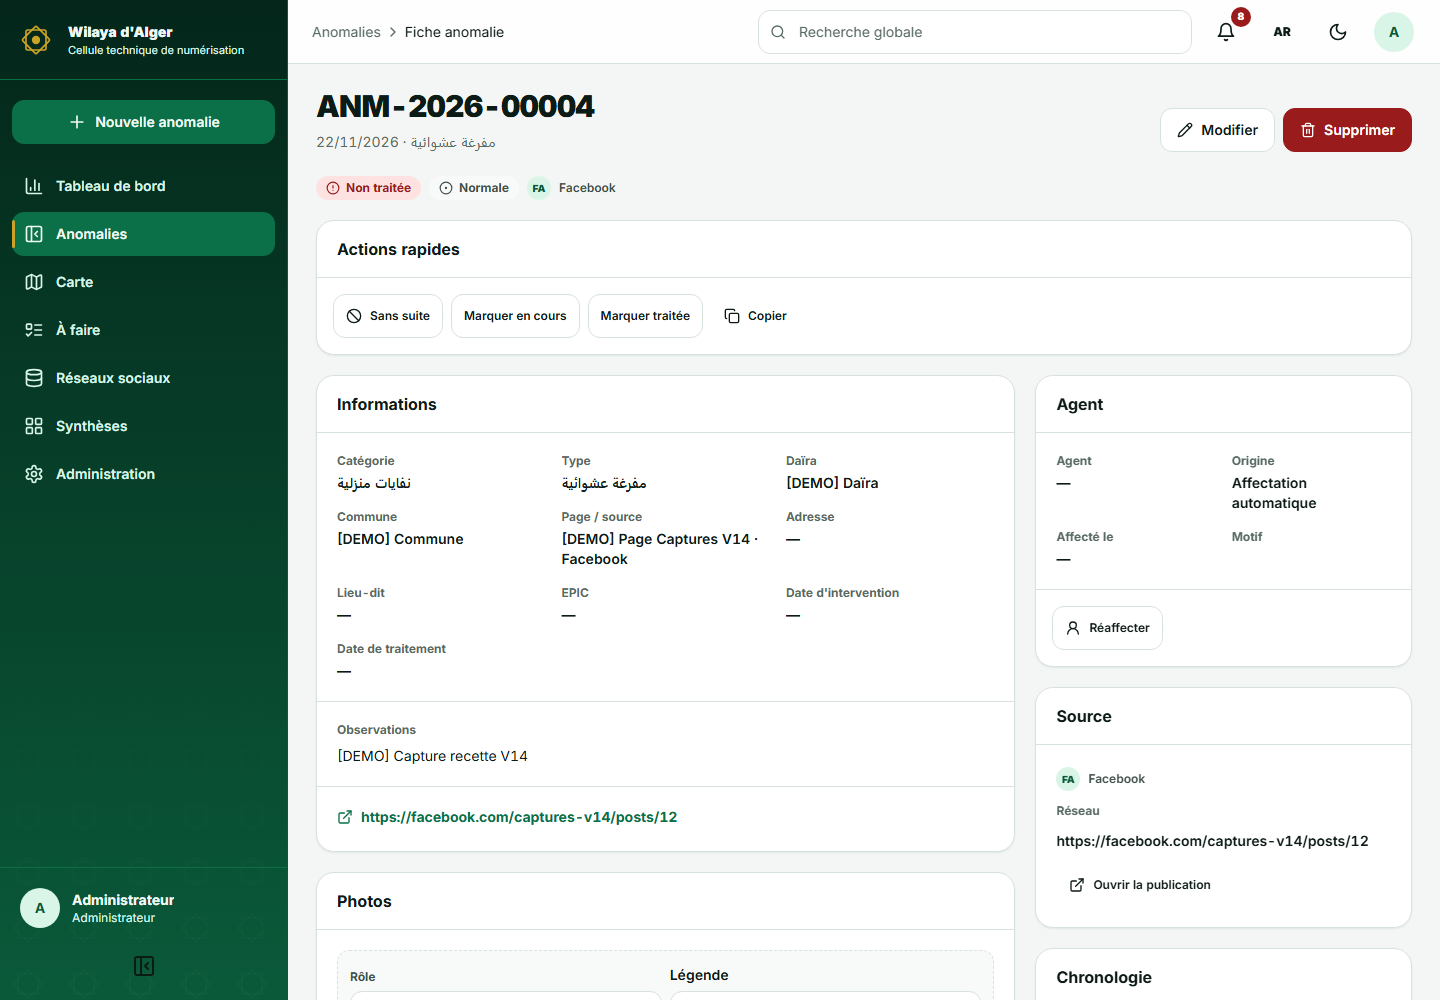 Wilaya d'Alger
Cellule technique de numérisation
Nouvelle anomalie
Tableau de bord
Anomalies
Carte
À faire
Réseaux sociaux
Synthèses
Administration
A
Administrateur
Administrateur
Anomalies > Fiche anomalie
Recherche globale
8
AR
A
ANM-2026-00004
22/11/2026 · مفرغة عشوائية
Modifier
Supprimer
Non traitée
Normale
FA Facebook
Actions rapides
Sans suite
Marquer en cours
Marquer traitée
Copier
Informations
Catégorie
نفايات منزلية
Type
مفرغة عشوائية
Daïra
[DEMO] Daïra
Commune
[DEMO] Commune
Page / source
[DEMO] Page Captures V14 ·
Facebook
Adresse
—
Lieu-dit
—
EPIC
—
Date d'intervention
—
Date de traitement
—
Observations
[DEMO] Capture recette V14
https://facebook.com/captures-v14/posts/12
Photos
Rôle
Légende
Agent
Agent
—
Origine
Affectation
automatique
Affecté le
—
Motif
Réaffecter
Source
FA Facebook
Réseau
https://facebook.com/captures-v14/posts/12
Ouvrir la publication
Chronologie